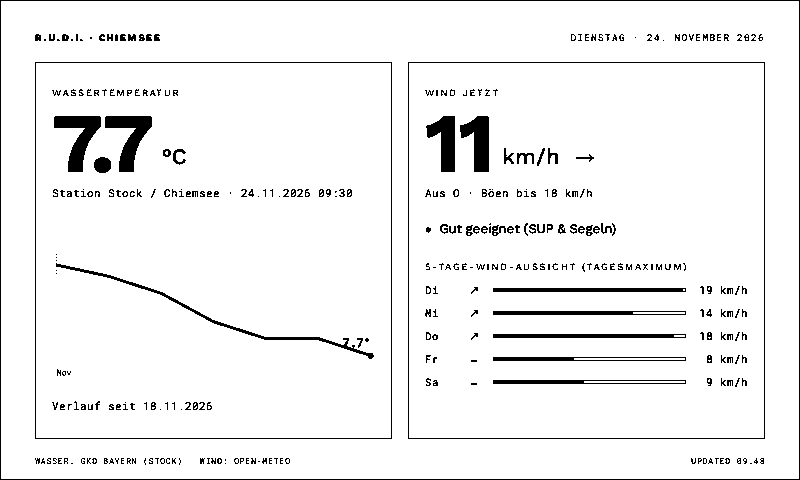 R.U.D.I. · CHIEMSEE
DIENSTAG · 24. NOVEMBER 2026
WASSERTEMPERATUR
7.7 °C
Station Stock / Chiemsee · 24.11.2026 09:30
7.7°
Nov
Verlauf seit 18.11.2026
WIND JETZT
11 km/h →
Aus O · Böen bis 18 km/h
• Gut geeignet (SUP & Segeln)
5-TAGE-WIND-AUSSICHT (TAGESMAXIMUM)
Di ↗ 19 km/h
Mi ↗ 14 km/h
Do ↗ 18 km/h
Fr – 8 km/h
Sa – 9 km/h
WASSER: GKD BAYERN (STOCK) WIND: OPEN-METEO
UPDATED 09:48